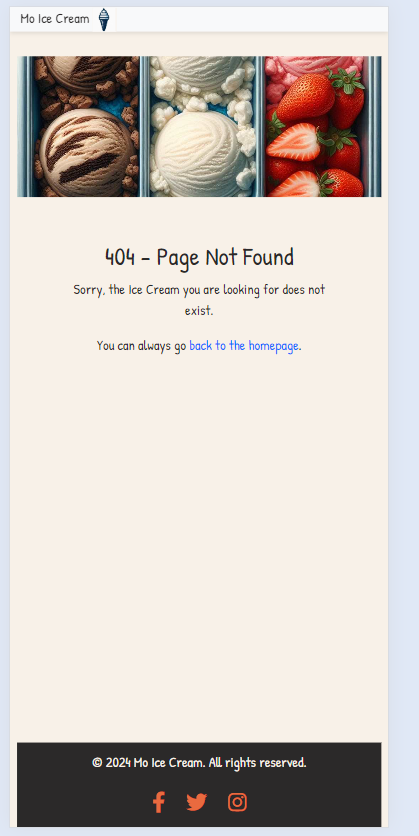 Mo Ice Cream
404 - Page Not Found
Sorry, the Ice Cream you are looking for does not
exist.
You can always go back to the homepage.
© 2024 Mo Ice Cream. All rights reserved.